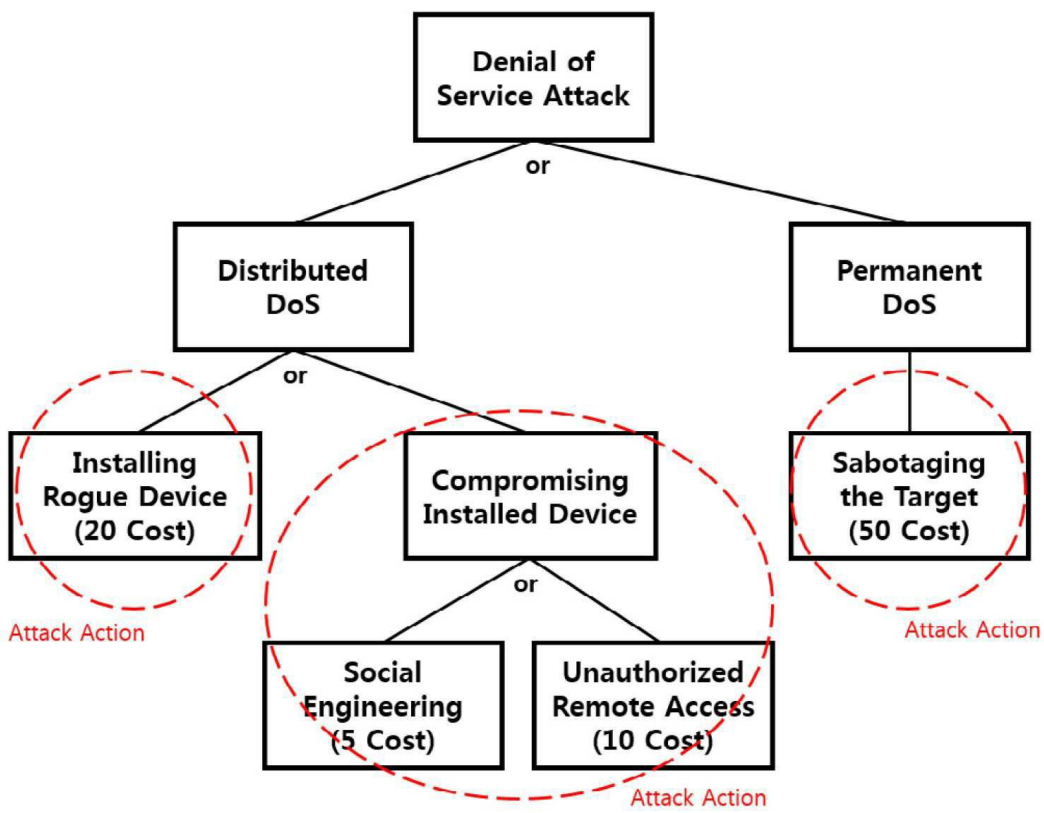 Denial of
Service Attack
or
Distributed
DoS
Permanent
DoS
or
Installing
Rogue Device
(20 Cost)
Compromising
Installed Device
Sabotaging
the Target
(50 Cost)
or
Attack Action
Attack Action
Social
Engineering
(5 Cost)
Unauthorized
Remote Access
(10 Cost)
Attack Action